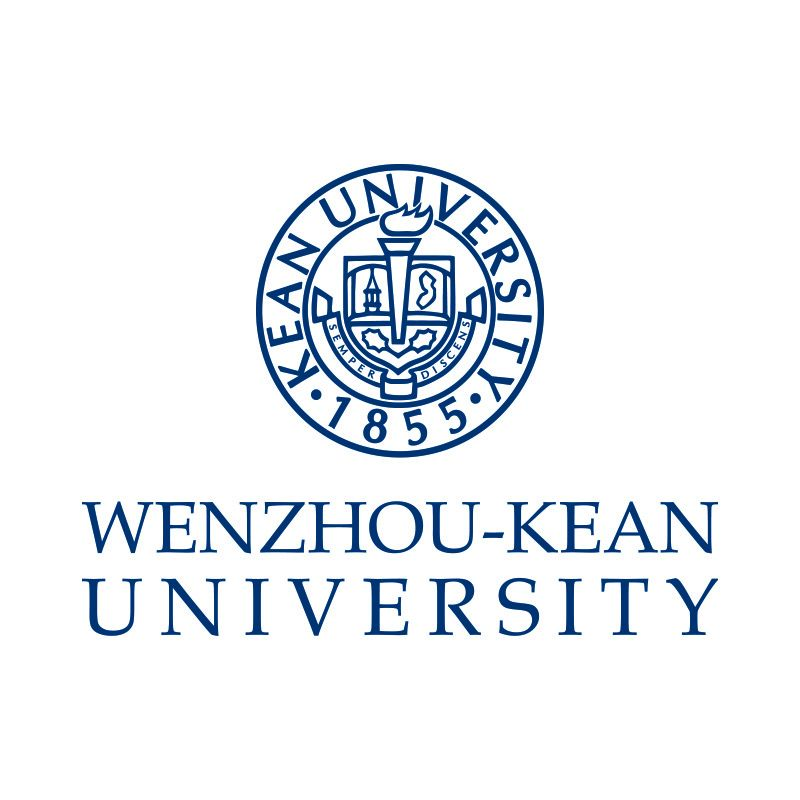 KEAN UNIVERSITY
SEMPER DISCENS
· 1855 ·
WENZHOU-KEAN
UNIVERSITY